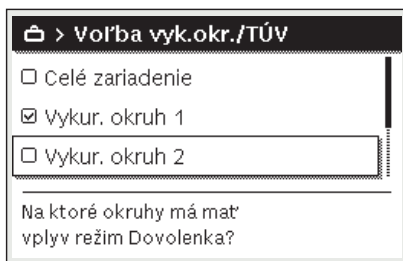 > Voľba vyk.okr./TÚV
Celé zariadenie
Vykur. okruh 1
Vykur. okruh 2
Na ktoré okruhy má mať
vplyv režim Dovolenka?